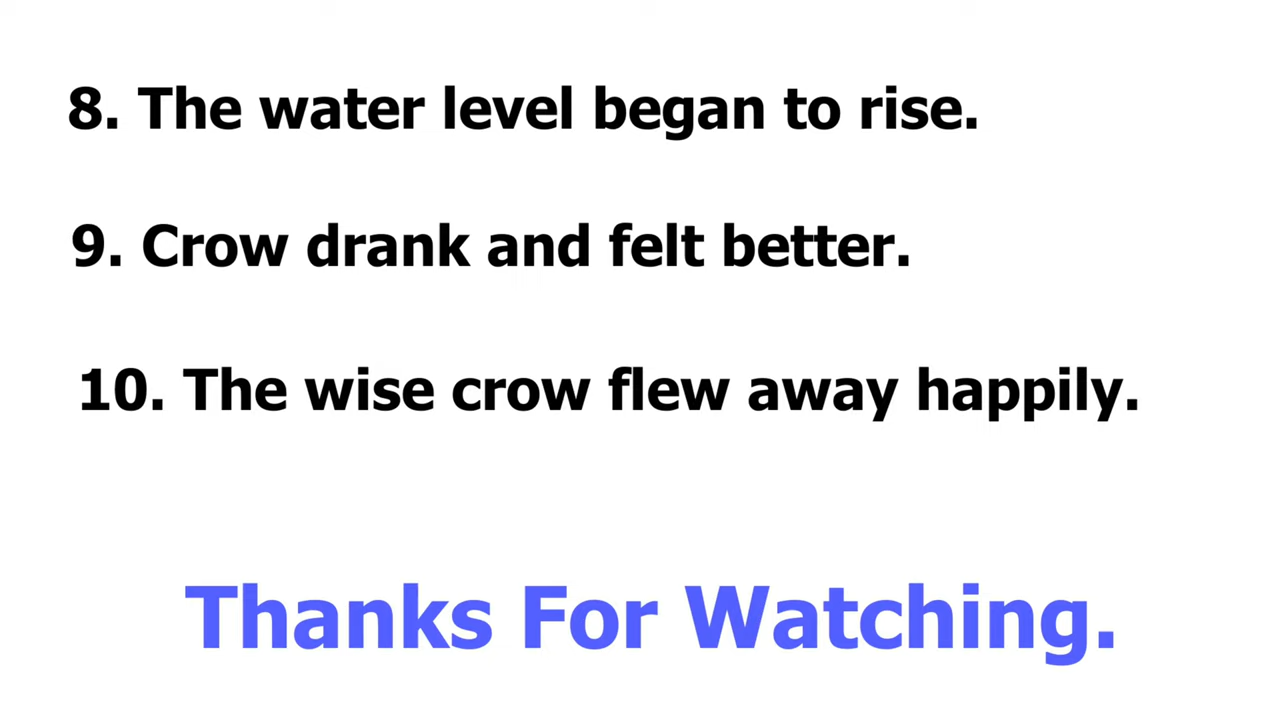 8. The water level began to rise.
9. Crow drank and felt better.
10. The wise crow flew away happily.
Thanks For Watching.